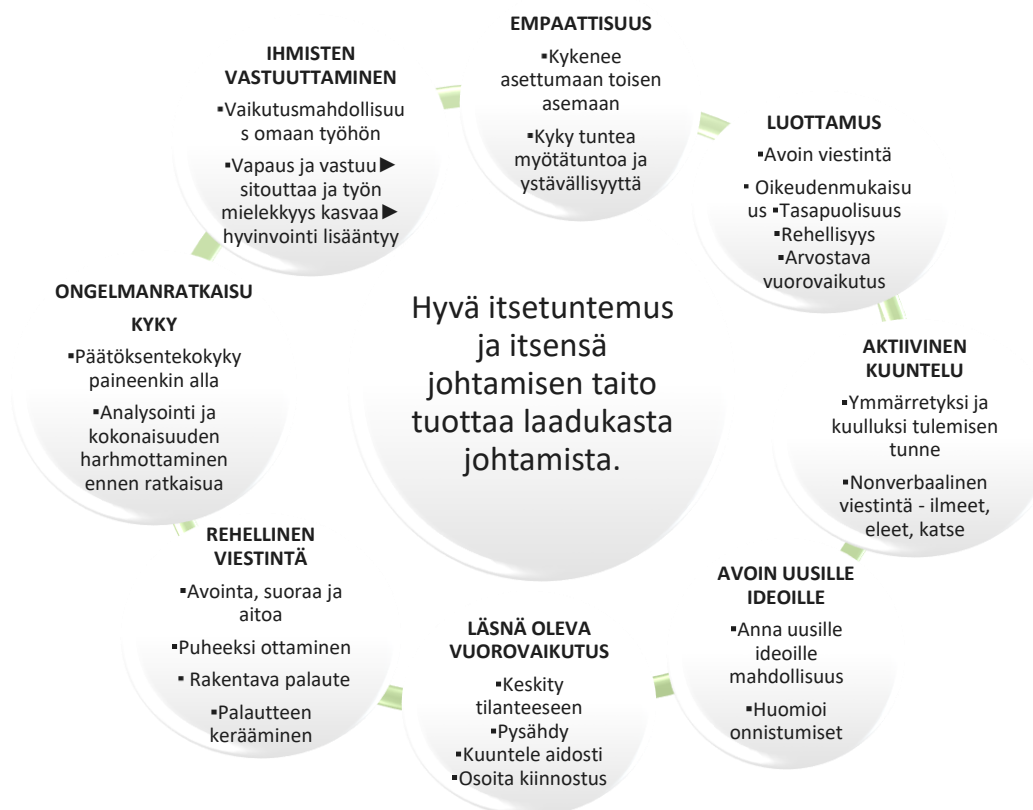 EMPAATTISUUS
▪Kykenee
asettumaan toisen
asemaan
▪Kyky tuntea
myötätuntoa ja
ystävällisyyttä
LUOTTAMUS
▪Avoin viestintä
▪ Oikeudenmukaisu
us ▪Tasapuolisuus
▪Rehellisyys
▪Arvostava
vuorovaikutus
AKTIIVINEN
KUUNTELU
▪Ymmärretyksi ja
kuulluksi tulemisen
tunne
▪Nonverbaalinen
viestintä - ilmeet,
eleet, katse
AVOIN UUSILLE
IDEOILLE
▪Anna uusille
ideoille
mahdollisuus
▪Huomioi
onnistumiset
LÄSNÄ OLEVA
VUOROVAIKUTUS
▪Keskity
tilanteeseen
▪Pysähdy
▪Kuuntele aidosti
▪Osoita kiinnostus
REHELLINEN
VIESTINTÄ
▪Avointa, suoraa ja
aitoa
▪Puheeksi ottaminen
▪ Rakentava palaute
▪Palautteen
kerääminen
ONGELMANRATKAISU
KYKY
▪Päätöksentekokyky
paineenkin alla
▪Analysointi ja
kokonaisuuden
harhmottaminen
ennen ratkaisua
IHMISTEN
VASTUUTTAMINEN
▪Vaikutusmahdollisuu
s omaan työhön
▪Vapaus ja vastuu►
sitouttaa ja työn
mielekkyys kasvaa►
hyvinvointi lisääntyy
Hyvä itsetuntemus
ja itsensä
johtamisen taito
tuottaa laadukasta
johtamista.